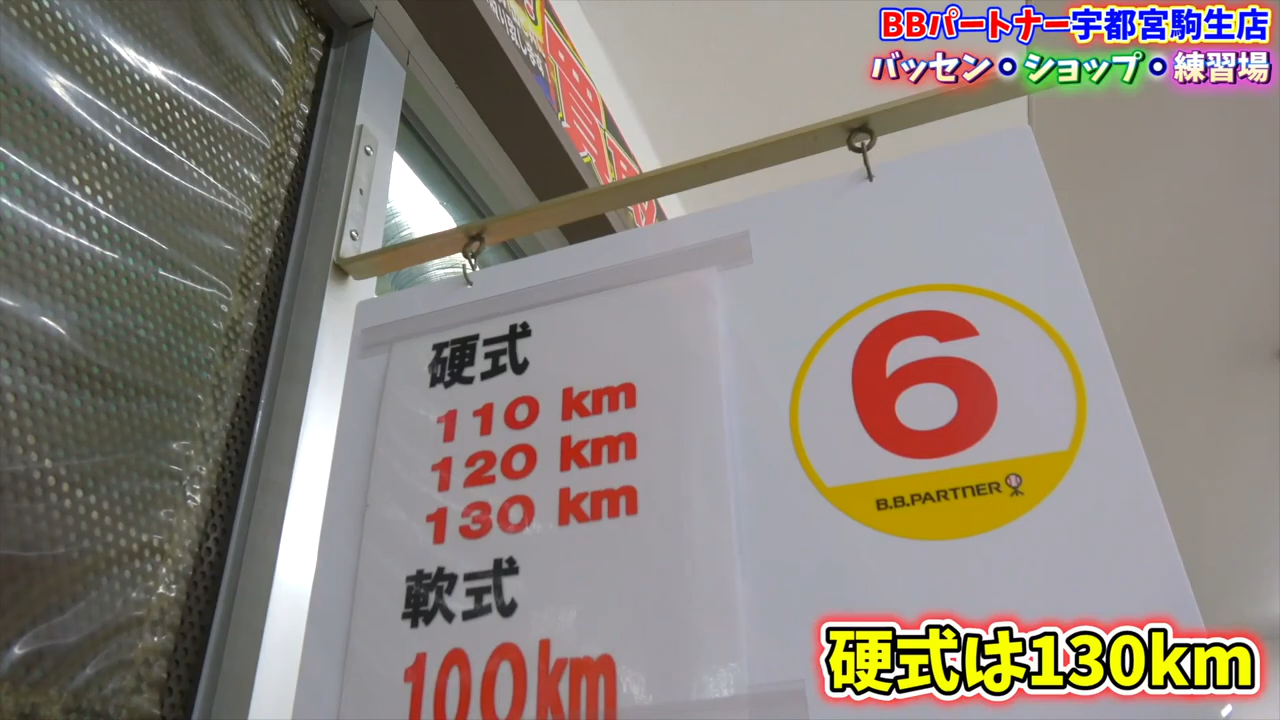 BBパートナー宇都宮駒生店
バッセン・ショップ・練習場
硬式
110 km
120 km
130 km
軟式
100km
6
B.B.PARTNER
硬式は130km